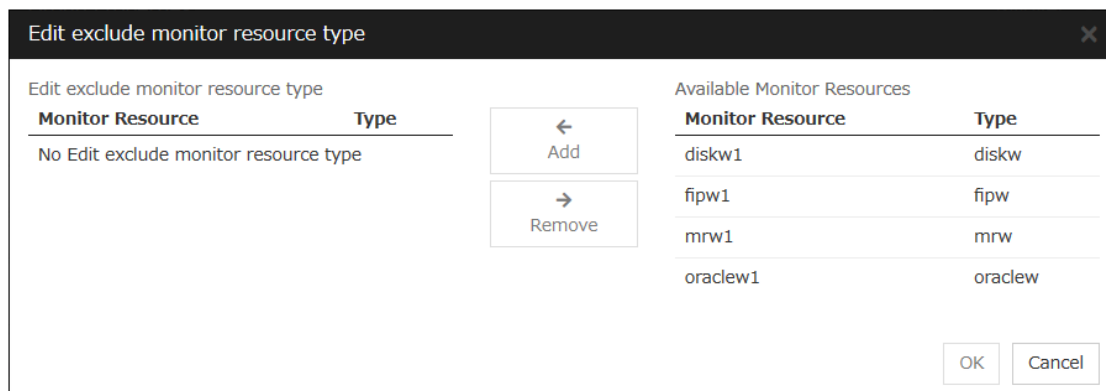 Edit exclude monitor resource type
Edit exclude monitor resource type
Monitor Resource Type
No Edit exclude monitor resource type
← Add
→ Remove
Available Monitor Resources
Monitor Resource Type
diskw1 diskw
fipw1 fipw
mrw1 mrw
oraclew1 oraclew
OK Cancel